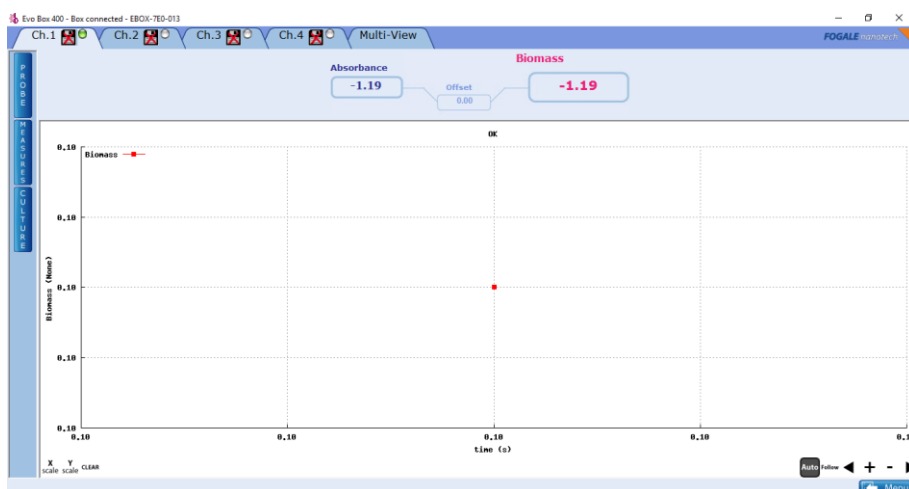 Evo Box 400 - Box connected - EBOX-7E0-013
Ch.1 Ch.2 Ch.3 Ch.4 Multi-View
FOGALE nanotech
PROBE
MEASURES
CULTURE
Absorbance
-1.19
Offset
0.00
Biomass
-1.19
OK
Biomass
0.10
0.10
0.10
0.10
0.10
Biomass (None)
0.10 0.10 0.10 0.10 0.1
time (s)
X scale Y scale CLEAR
Auto Follow + -
Menu